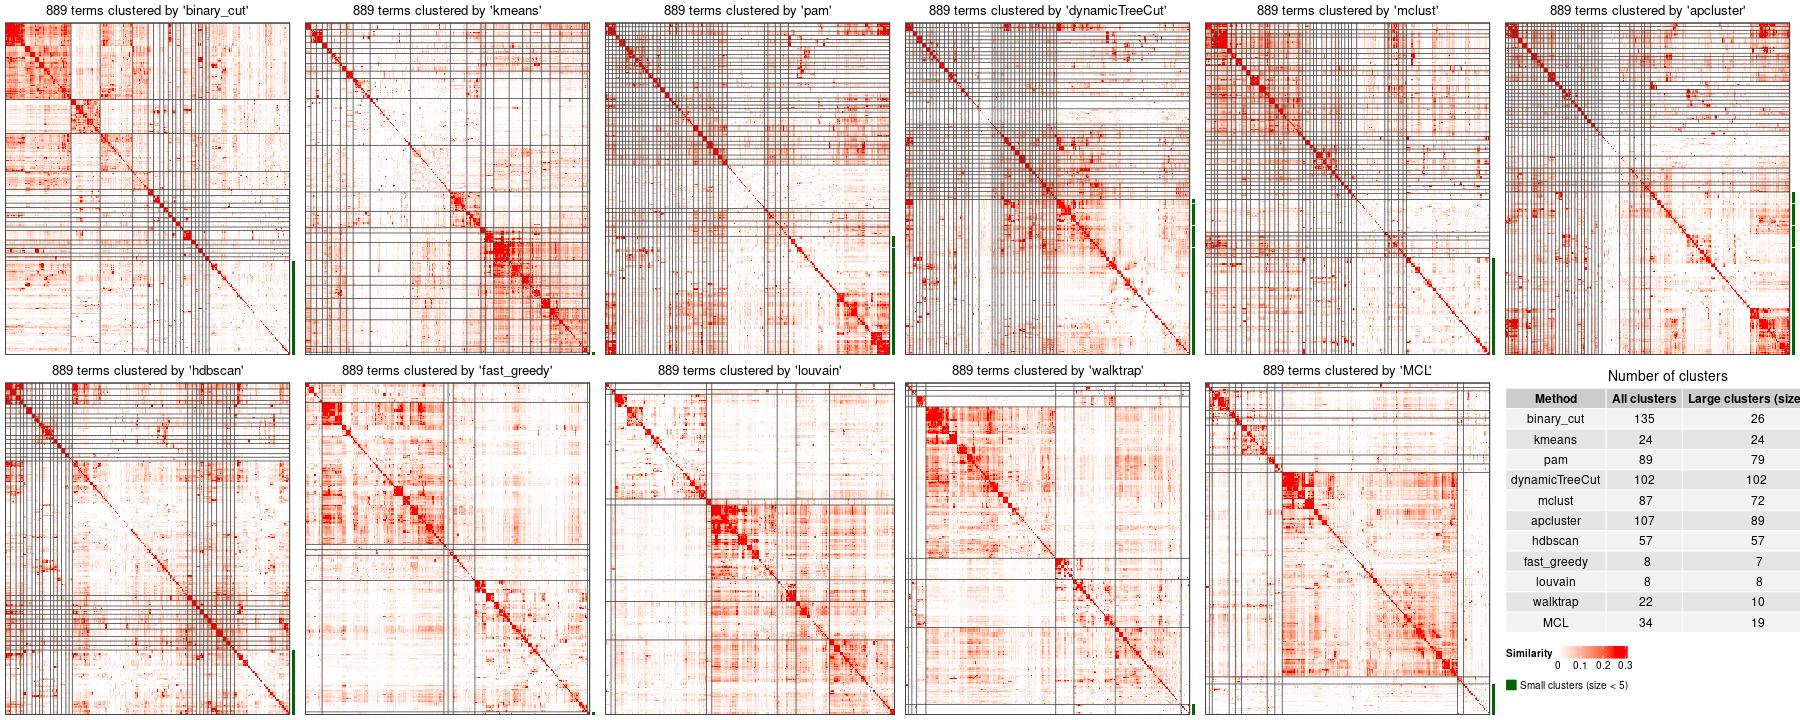 889 terms clustered by 'binary_cut'
889 terms clustered by 'kmeans'
889 terms clustered by 'pam'
889 terms clustered by 'dynamicTreeCut'
889 terms clustered by 'mclust'
889 terms clustered by 'apcluster'
889 terms clustered by 'hdbscan'
889 terms clustered by 'fast_greedy'
889 terms clustered by 'louvain'
889 terms clustered by 'walktrap'
889 terms clustered by 'MCL'
Number of clusters
Method All clusters Large clusters (size
binary_cut 135 26
kmeans 24 24
pam 89 79
dynamicTreeCut 102 102
mclust 87 72
apcluster 107 89
hdbscan 57 57
fast_greedy 8 7
louvain 8 8
walktrap 22 10
MCL 34 19
Similarity
0 0.1 0.2 0.3
Small clusters (size < 5)